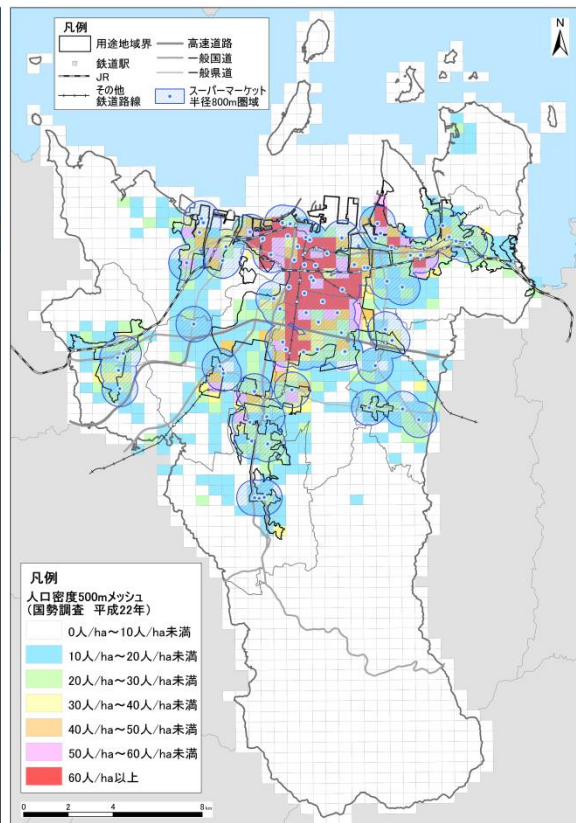 凡例
用途地域界
鉄道駅
JR
その他
鉄道路線
高速道路
一般国道
一般県道
スーパーマーケット
半径800m圏域
N
凡例
人口密度500mメッシュ
(国勢調査 平成22年)
0人/ha~10人/ha未満
10人/ha~20人/ha未満
20人/ha~30人/ha未満
30人/ha~40人/ha未満
40人/ha~50人/ha未満
50人/ha~60人/ha未満
60人/ha以上
0 2 4 8 km